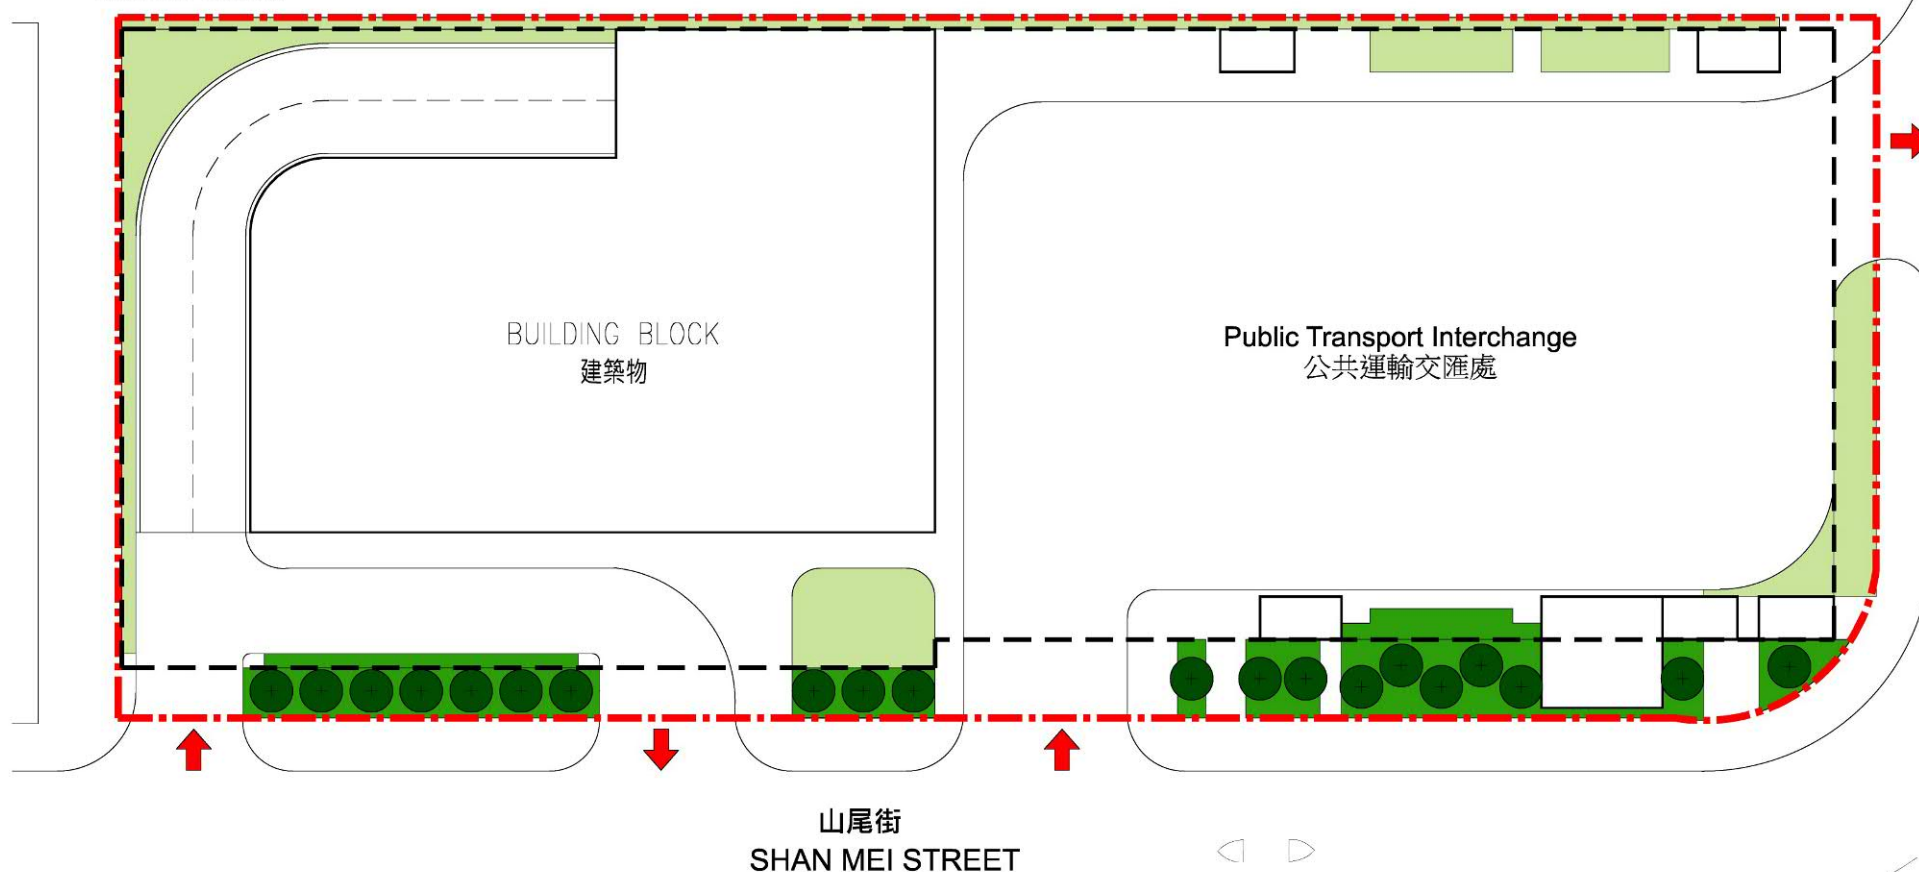 BUILDING BLOCK
建築物
Public Transport Interchange
公共運輸交匯處
山尾街
SHAN MEI STREET